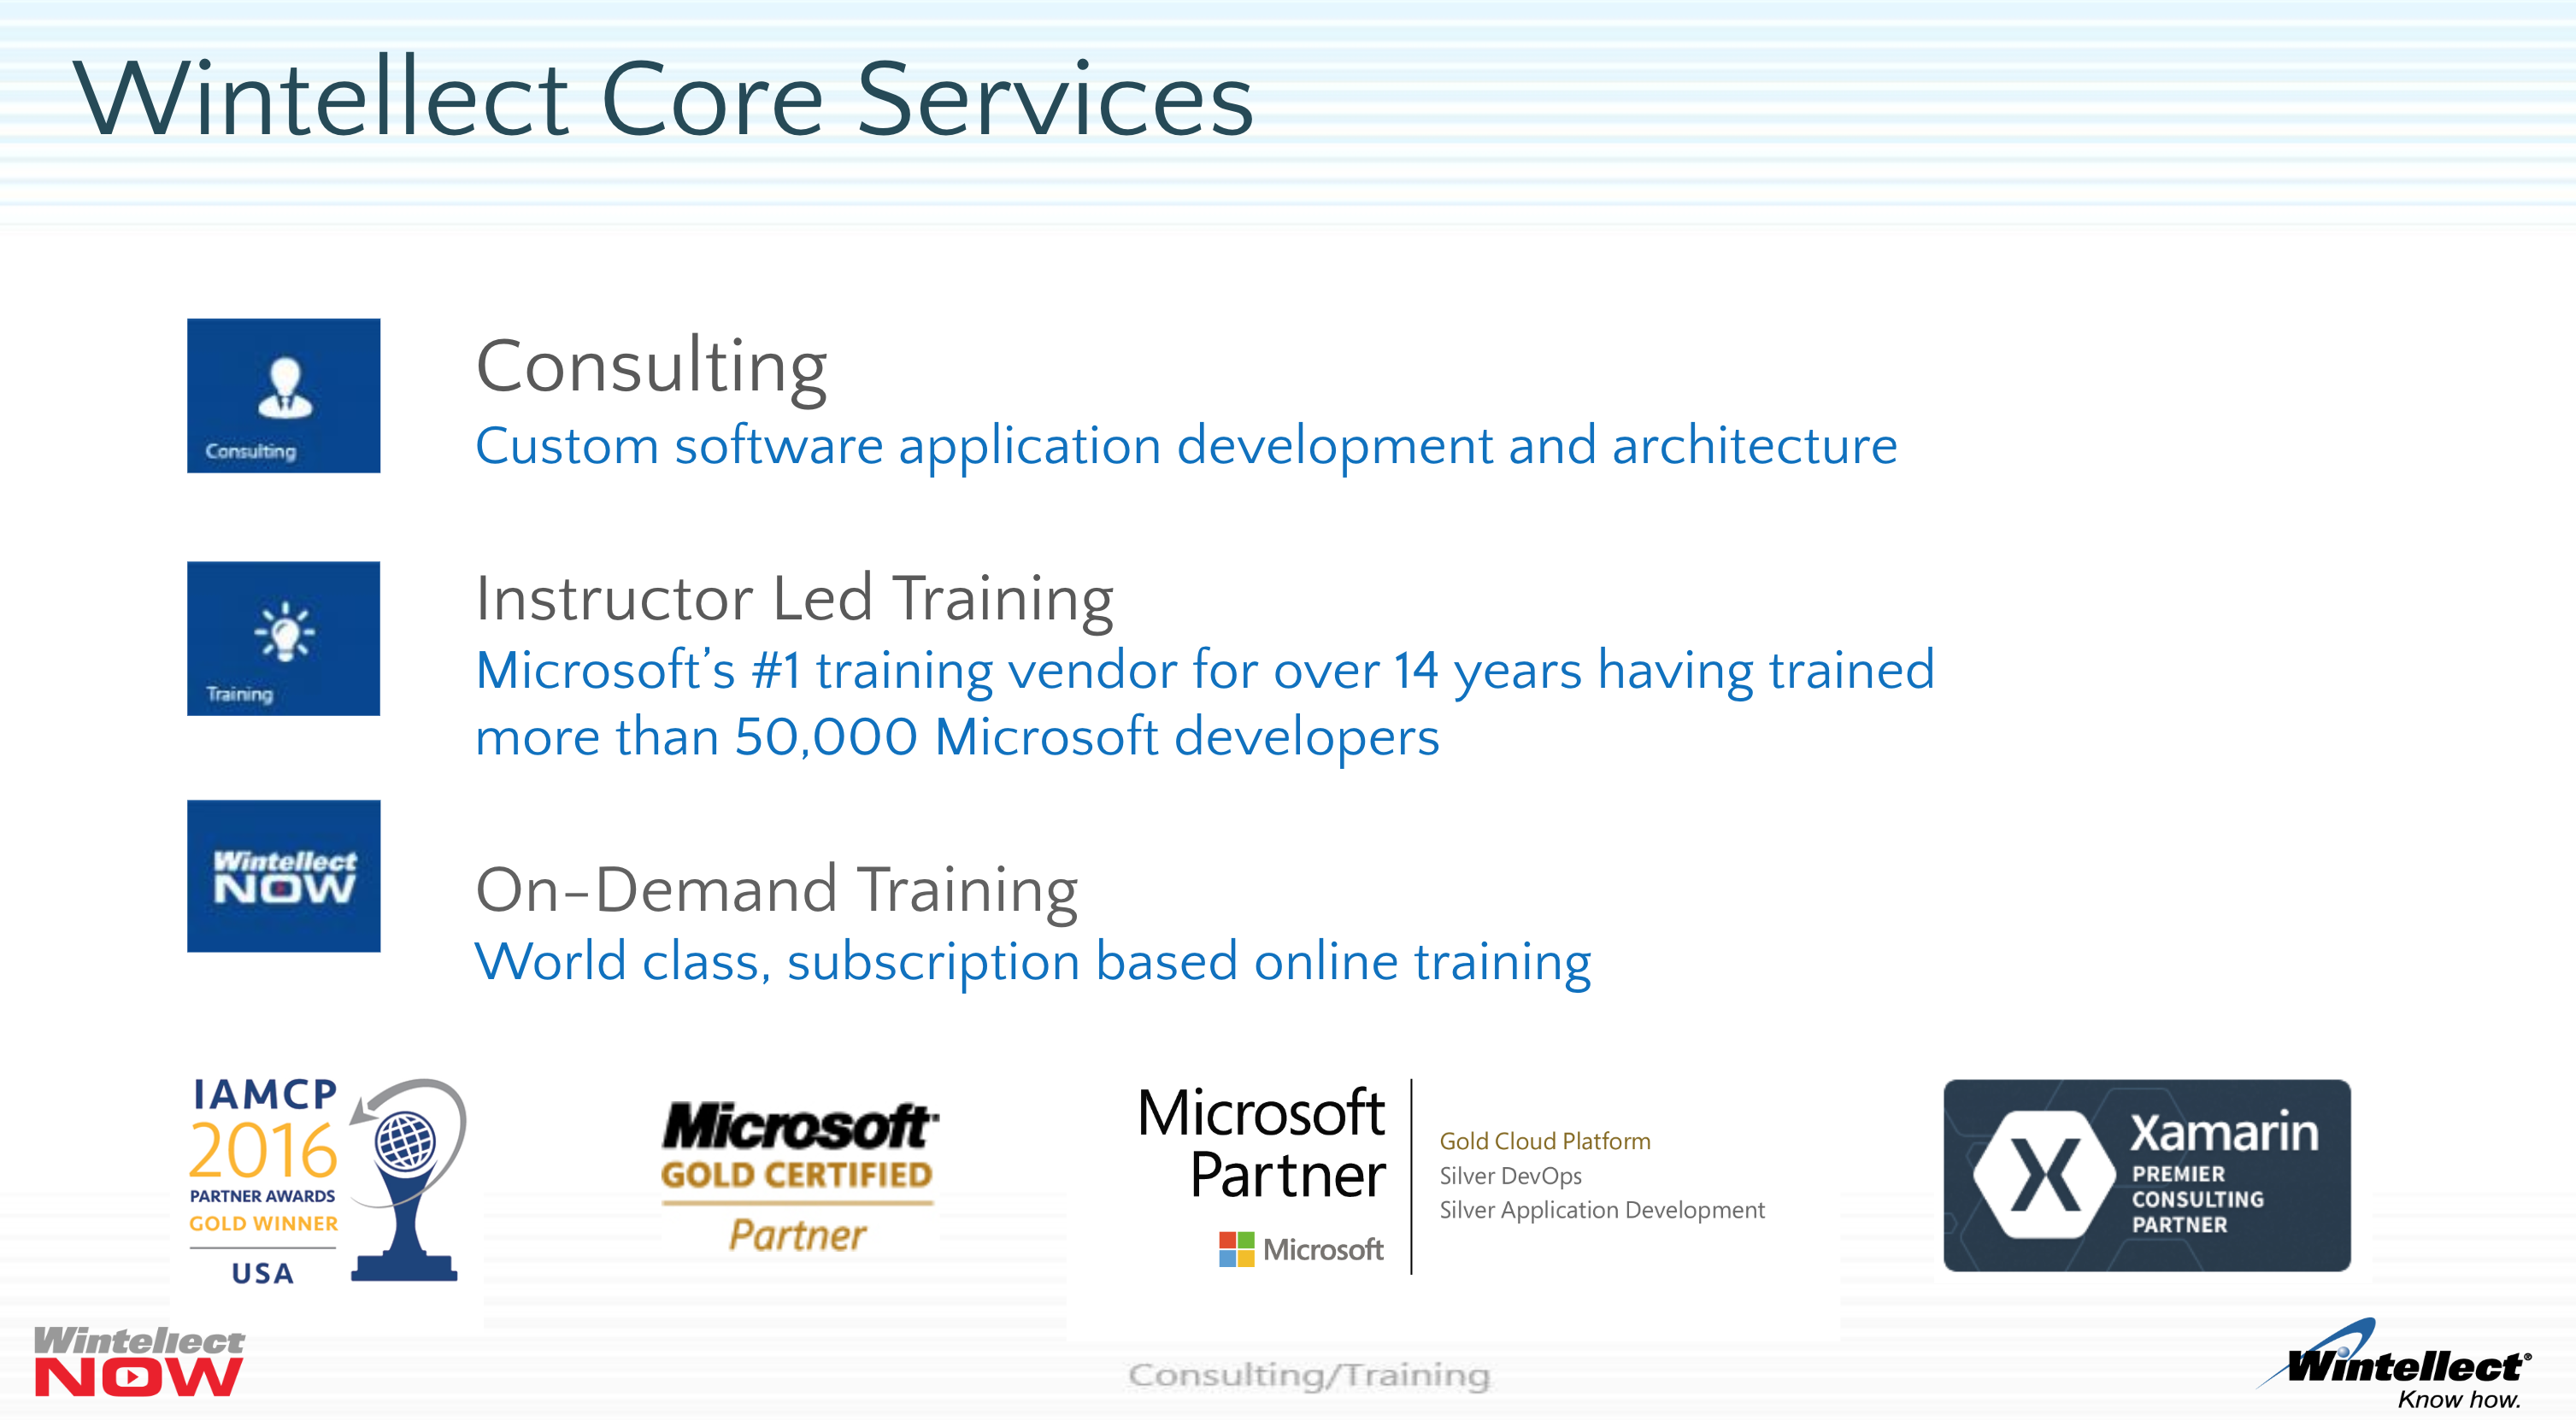 Wintellect Core Services
Consulting
Consulting
Custom software application development and architecture
Training
Instructor Led Training
Microsoft’s #1 training vendor for over 14 years having trained
more than 50,000 Microsoft developers
Wintellect
NOW
On-Demand Training
World class, subscription based online training
IAMCP
2016
PARTNER AWARDS
GOLD WINNER
USA
Microsoft
GOLD CERTIFIED
Partner
Microsoft
Partner
Microsoft
Gold Cloud Platform
Silver DevOps
Silver Application Development
Xamarin
PREMIER
CONSULTING
PARTNER
Wintellect
NOW
Consulting/Training
Wintellect®
Know how.